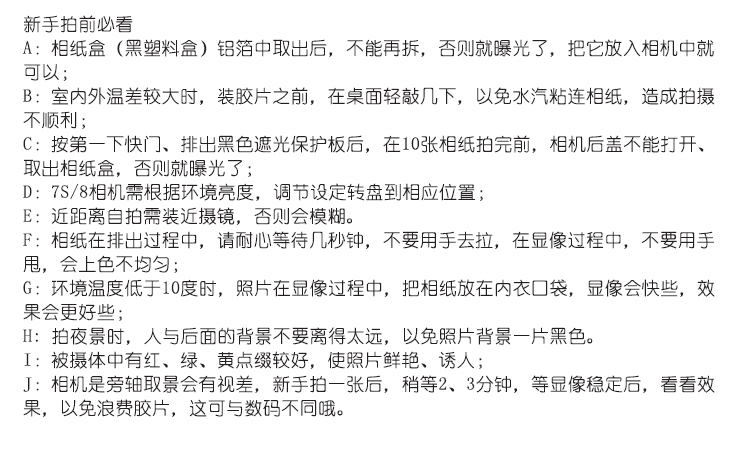 新手拍前必看
A: 相纸盒（黑塑料盒）铝箔中取出后，不能再拆，否则就曝光了，把它放入相机中就
可以;
B: 室内外温差较大时，装胶片之前，在桌面轻敲几下，以免水汽粘连相纸，造成拍摄
不顺利;
C: 按第一下快门、排出黑色遮光保护板后，在10张相纸拍完前，相机后盖不能打开、
取出相纸盒，否则就曝光了;
D: 7S/8相机需根据环境亮度，调节设定转盘到相应位置;
E: 近距离自拍需装近摄镜，否则会模糊。
F: 相纸在排出过程中，请耐心等待几秒钟，不要用手去拉，在显像过程中，不要用手
甩，会上色不均匀;
G: 环境温度低于10度时，照片在显像过程中，把相纸放在内衣口袋，显像会快些，效
果会更好些;
H: 拍夜景时，人与后面的背景不要离得太远，以免照片背景一片黑色。
I: 被摄体中有红、绿、黄点缀较好，使照片鲜艳、诱人;
J: 相机是旁轴取景会有视差，新手拍一张后，稍等2、3分钟，等显像稳定后，看看效
果，以免浪费胶片，这可与数码不同哦。